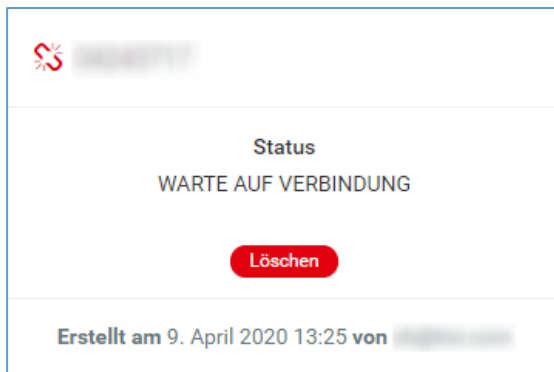 Status
WARTE AUF VERBINDUNG
Löschen
Erstellt am 9. April 2020 13:25 von